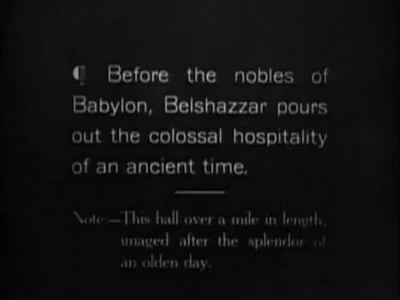 ¶ Before the nobles of
Babylon, Belshazzar pours
out the colossal hospitality
of an ancient time.
Note:—This hall over a mile in length,
imaged after the splendor of
an olden day.